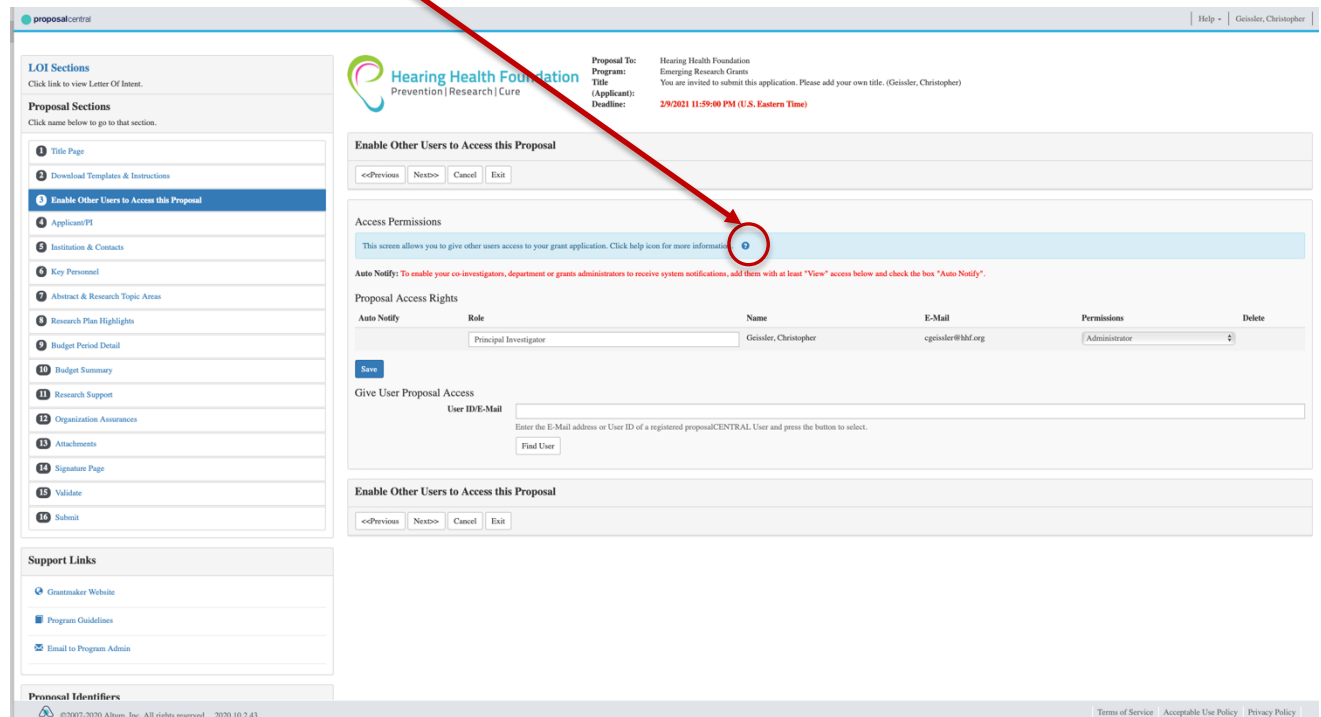 proposalcentral
Help
Geissler, Christopher
LOI Sections
Click link to view Letter Of Intent.
Proposal Sections
Click name below to go to that section.
1 Title Page
2 Download Templates & Instructions
3 Enable Other Users to Access this Proposal
4 Applicant/PI
5 Institution & Contacts
6 Key Personnel
7 Abstract & Research Topic Areas
8 Research Plan Highlights
9 Budget Period Detail
10 Budget Summary
11 Research Support
12 Organization Assurances
13 Attachments
14 Signature Page
15 Validate
16 Submit
Support Links
Grantmaker Website
Program Guidelines
Email to Program Admin
Proposal Identifiers
Hearing Health Foundation
Prevention|Research|Cure
Proposal To: Hearing Health Foundation
Program: Emerging Research Grants
Title You are invited to submit this application. Please add your own title. (Geissler, Christopher)
(Applicant):
Deadline: 2/9/2021 11:59:00 PM (U.S. Eastern Time)
Enable Other Users to Access this Proposal
<<Previous Next>> Cancel Exit
Access Permissions
This screen allows you to give other users access to your grant application. Click help icon for more information. ?
Auto Notify: To enable your co-investigators, department or grants administrators to receive system notifications, add them with at least "View" access below and check the box "Auto Notify".
Proposal Access Rights
Auto Notify Role Name E-Mail Permissions Delete
Principal Investigator Geissler, Christopher cgeissler@hhf.org Administrator
Save
Give User Proposal Access
User ID/E-Mail
Enter the E-Mail address or User ID of a registered proposalCENTRAL User and press the button to select.
Find User
Enable Other Users to Access this Proposal
<<Previous Next>> Cancel Exit
©2007-2020 Altum, Inc. All rights reserved. 2020.10.2.43
Terms of Service Acceptable Use Policy Privacy Policy